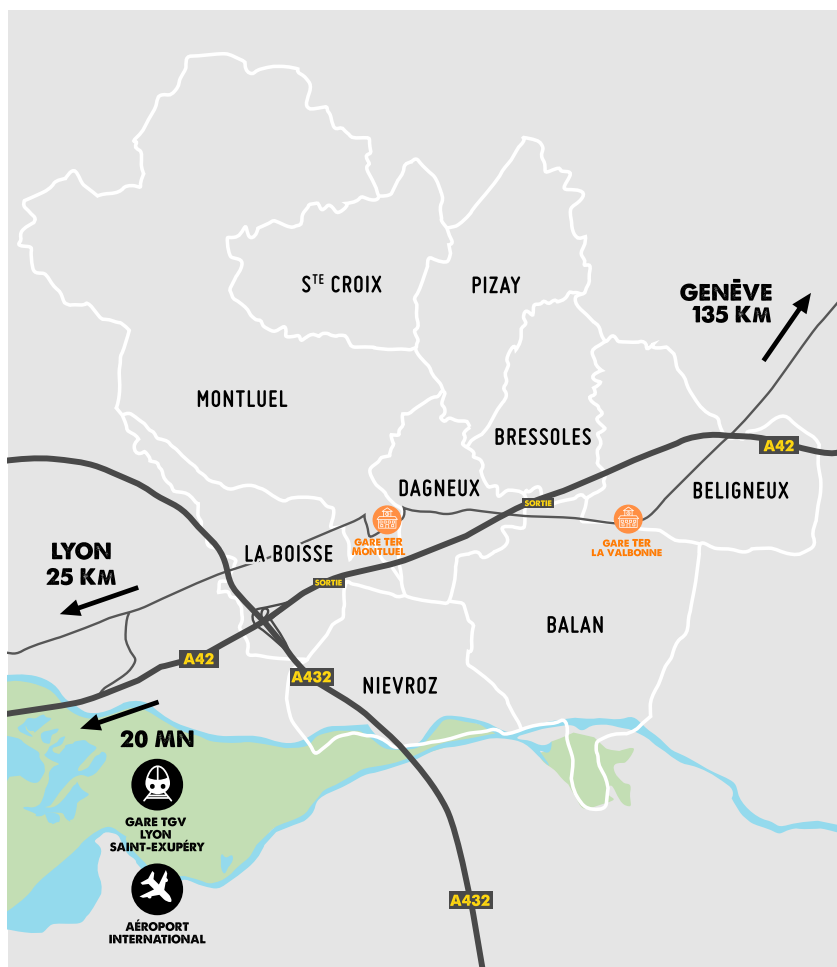 STE CROIX
PIZAY
GENÈVE
135 KM
MONTLUEL
BRESSOLES
A42
DAGNEUX
BELIGNEUX
SORTIE
GARE TER
MONTLUEL
GARE TER
LA VALBONNE
LYON
25 KM
LA BOISSE
SORTIE
BALAN
A42
A432
NIEVROZ
20 MN
GARE TGV
LYON
SAINT-EXUPÉRY
A432
AÉROPORT
INTERNATIONAL